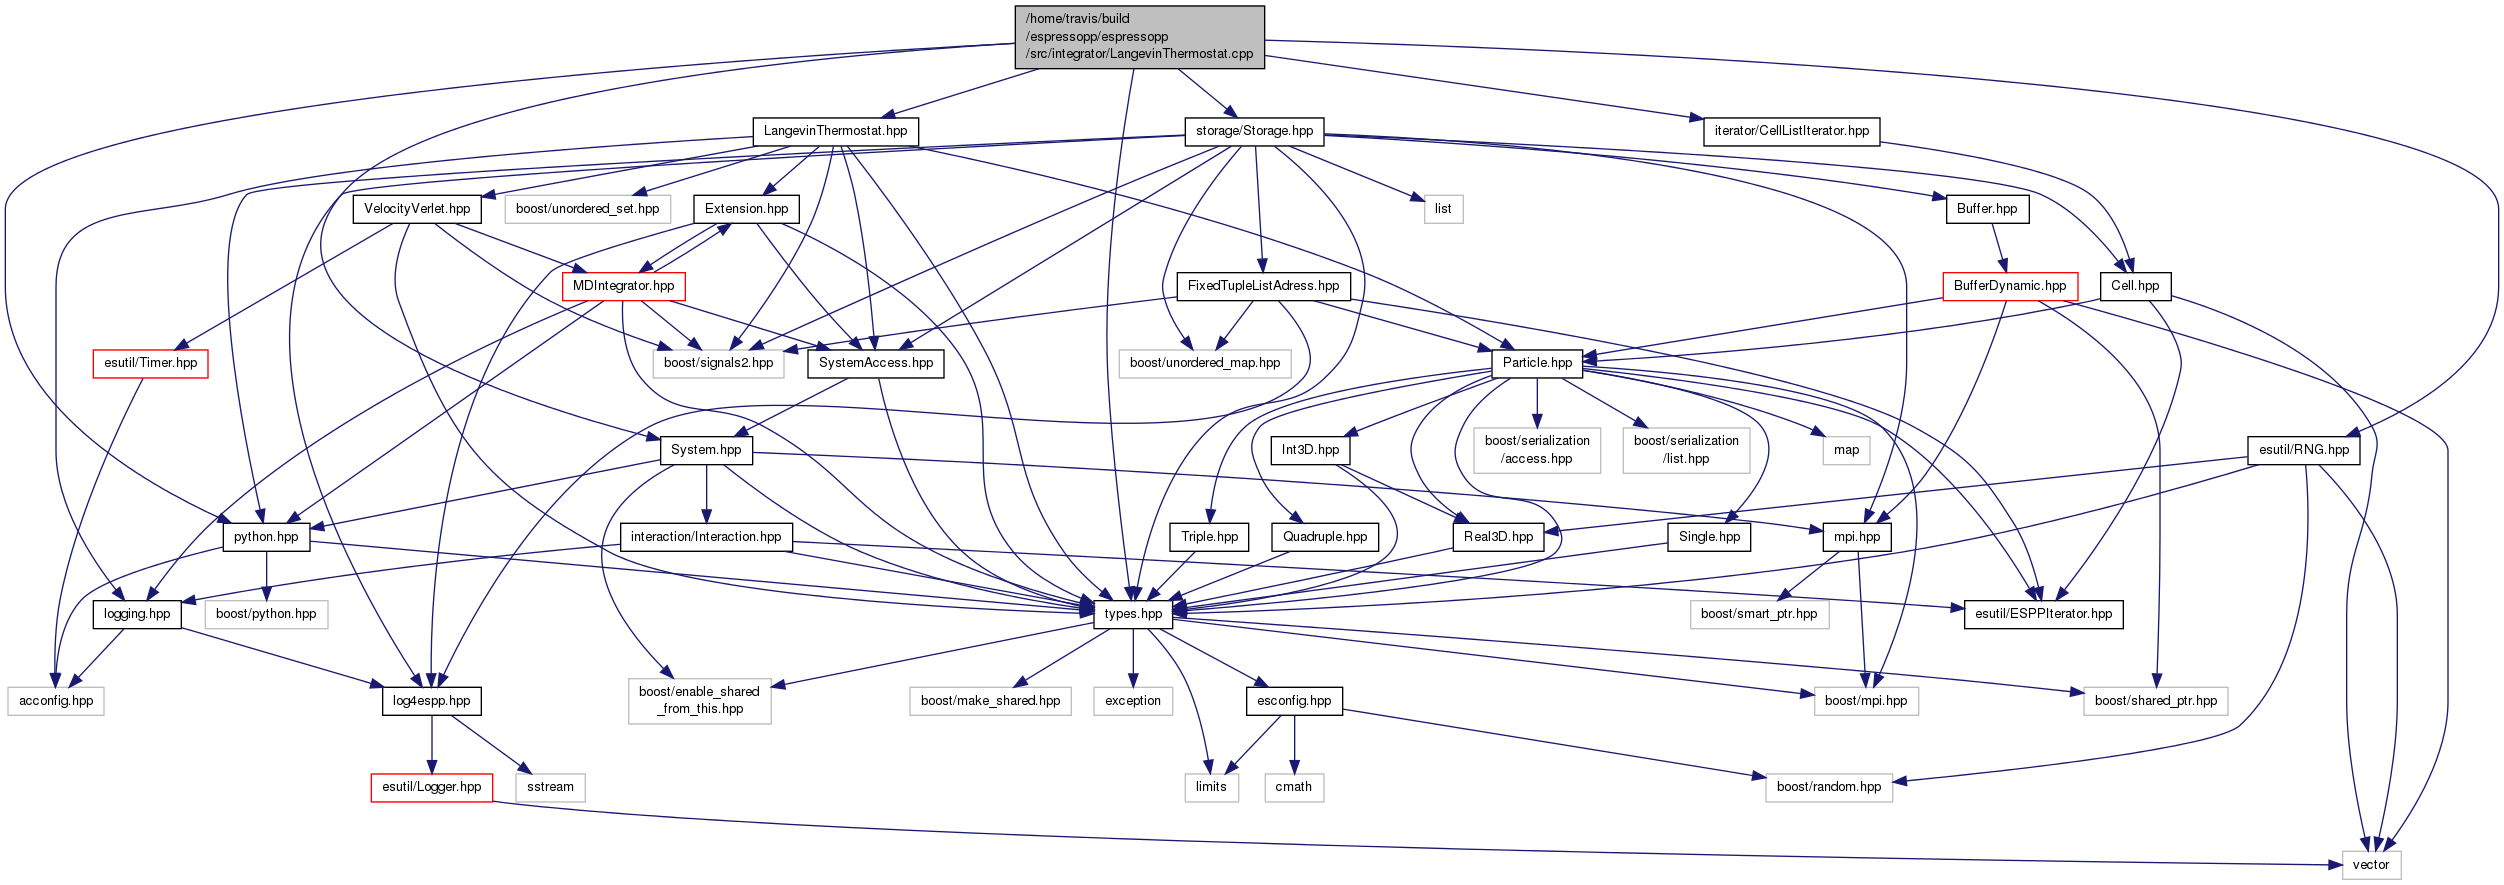 /home/travis/build
/espressopp/espressopp
/src/integrator/LangevinThermostat.cpp
LangevinThermostat.hpp
storage/Storage.hpp
iterator/CellListIterator.hpp
VelocityVerlet.hpp
boost/unordered_set.hpp
Extension.hpp
list
Buffer.hpp
MDIntegrator.hpp
FixedTupleListAdress.hpp
BufferDynamic.hpp
Cell.hpp
esutil/Timer.hpp
boost/signals2.hpp
SystemAccess.hpp
boost/unordered_map.hpp
Particle.hpp
System.hpp
Int3D.hpp
boost/serialization
/access.hpp
boost/serialization
/list.hpp
map
esutil/RNG.hpp
python.hpp
interaction/Interaction.hpp
Triple.hpp
Quadruple.hpp
Real3D.hpp
Single.hpp
mpi.hpp
logging.hpp
boost/python.hpp
types.hpp
boost/smart_ptr.hpp
esutil/ESPPIterator.hpp
acconfig.hpp
log4espp.hpp
boost/enable_shared
_from_this.hpp
boost/make_shared.hpp
exception
esconfig.hpp
boost/mpi.hpp
boost/shared_ptr.hpp
esutil/Logger.hpp
sstream
limits
cmath
boost/random.hpp
vector